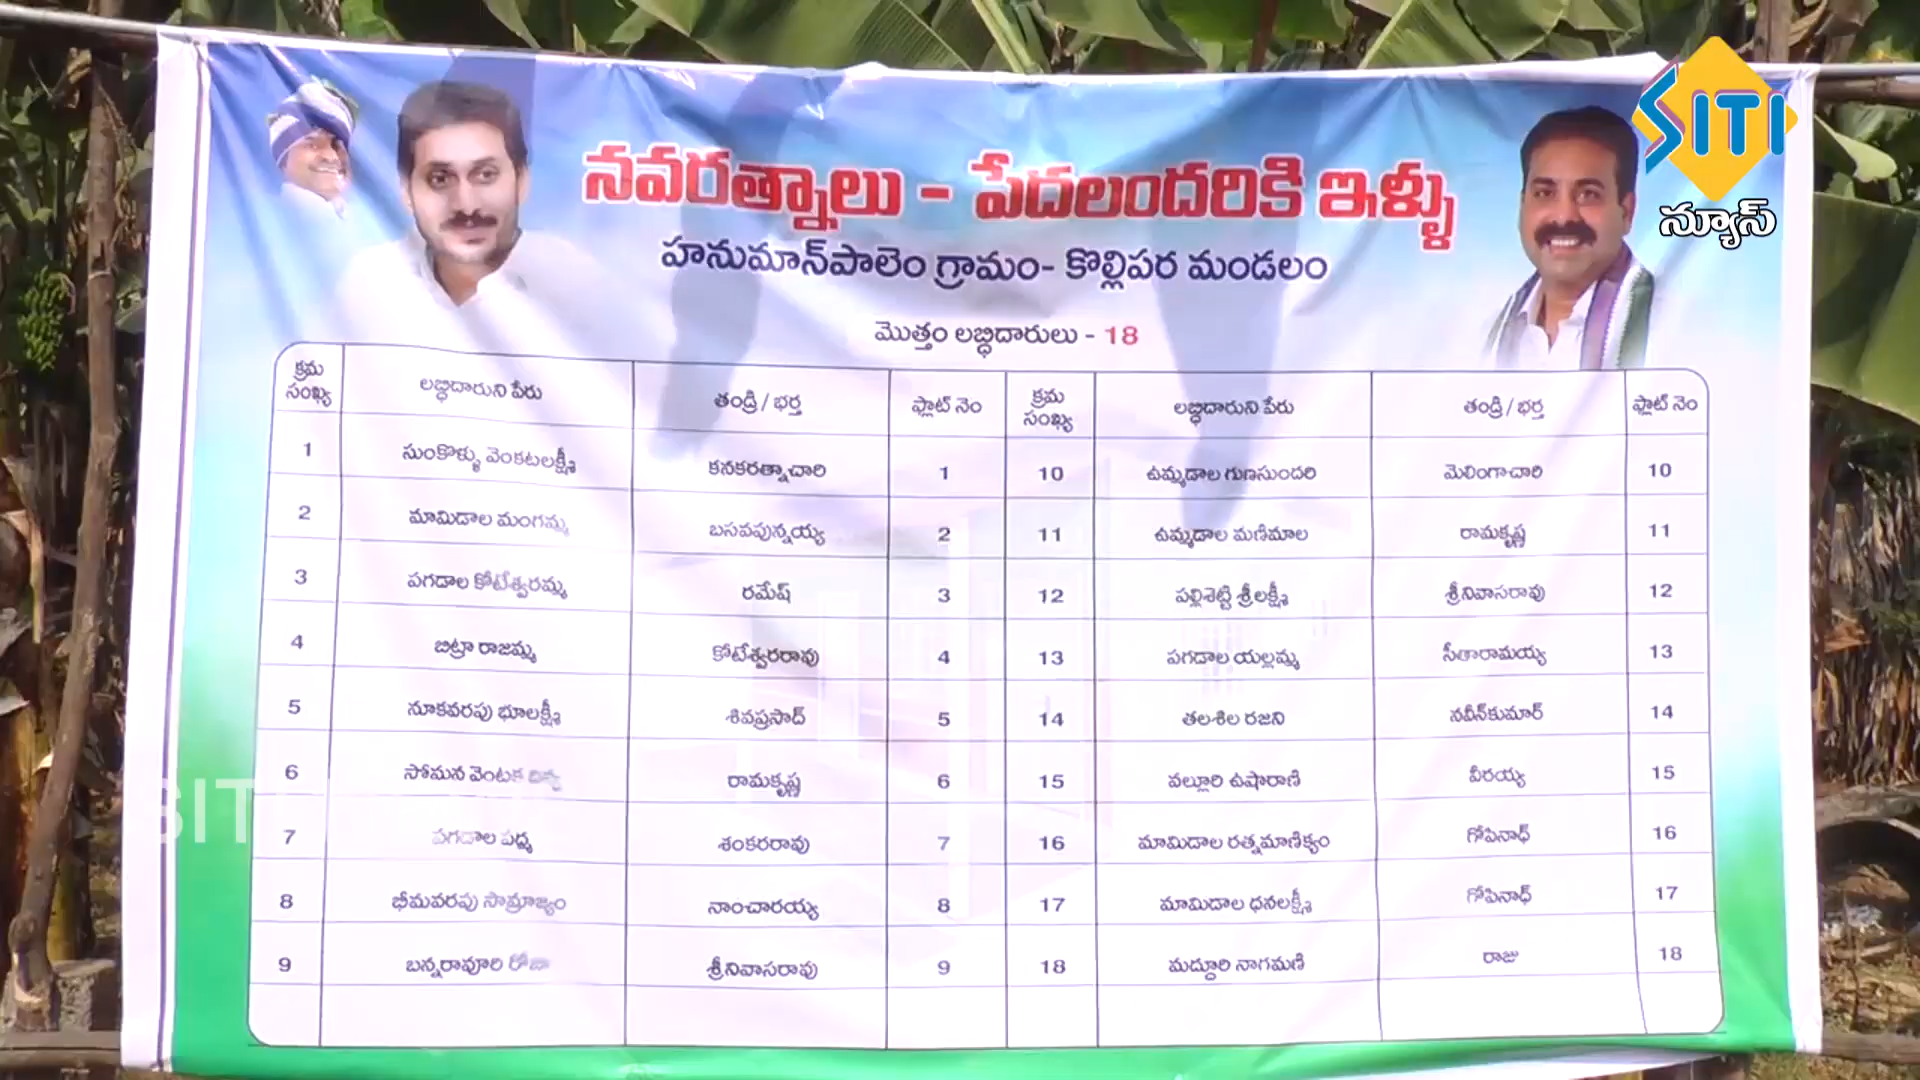 SITI
న్యూస్
నవరత్నాలు - పేదలందరికి ఇళ్ళు
హనుమాన్‌పాలెం గ్రామం- కొల్లిపర మండలం
మొత్తం లబ్ధిదారులు - 18
క్రమ సంఖ్య లబ్ధిదారుని పేరు తండ్రి / భర్త ఫ్లాట్ నెం క్రమ సంఖ్య లబ్ధిదారుని పేరు తండ్రి / భర్త ఫ్లాట్ నెం
1 సుంకొళ్ళు వెంకటలక్ష్మీ కనకరత్నాచారి 1 10 ఉమ్మడాల గుణసుందరి మెలింగాచారి 10
2 మామిడాల మంగమ్మ బసవపున్నయ్య 2 11 ఉమ్మడాల మణిమాల రామకృష్ణ 11
3 పగడాల కోటేశ్వరమ్మ రమేష్ 3 12 పల్లిశెట్టి శ్రీలక్ష్మీ శ్రీనివాసరావు 12
4 బిట్రా రాజమ్మ కోటేశ్వరరావు 4 13 పగడాల యల్లమ్మ సీతారామయ్య 13
5 నూకవరపు భూలక్ష్మీ శివప్రసాద్ 5 14 తలశిల రజని నవీన్‌కుమార్ 14
6 సోమన వెంటక రామకృష్ణ 6 15 వల్లూరి ఉషారాణి వీరయ్య 15
7 పగడాల పద్మ శంకరరావు 7 16 మామిడాల రత్నమాణిక్యం గోపినాధ్ 16
8 భీమవరపు సామ్రాజ్యం నాంచారయ్య 8 17 మామిడాల ధనలక్ష్మీ గోపినాధ్ 17
9 బన్నరావూరి శ్రీనివాసరావు 9 18 మద్దూరి నాగమణి రాజు 18